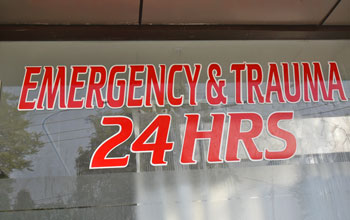 EMERGENCY & TRAUMA
24 HRS